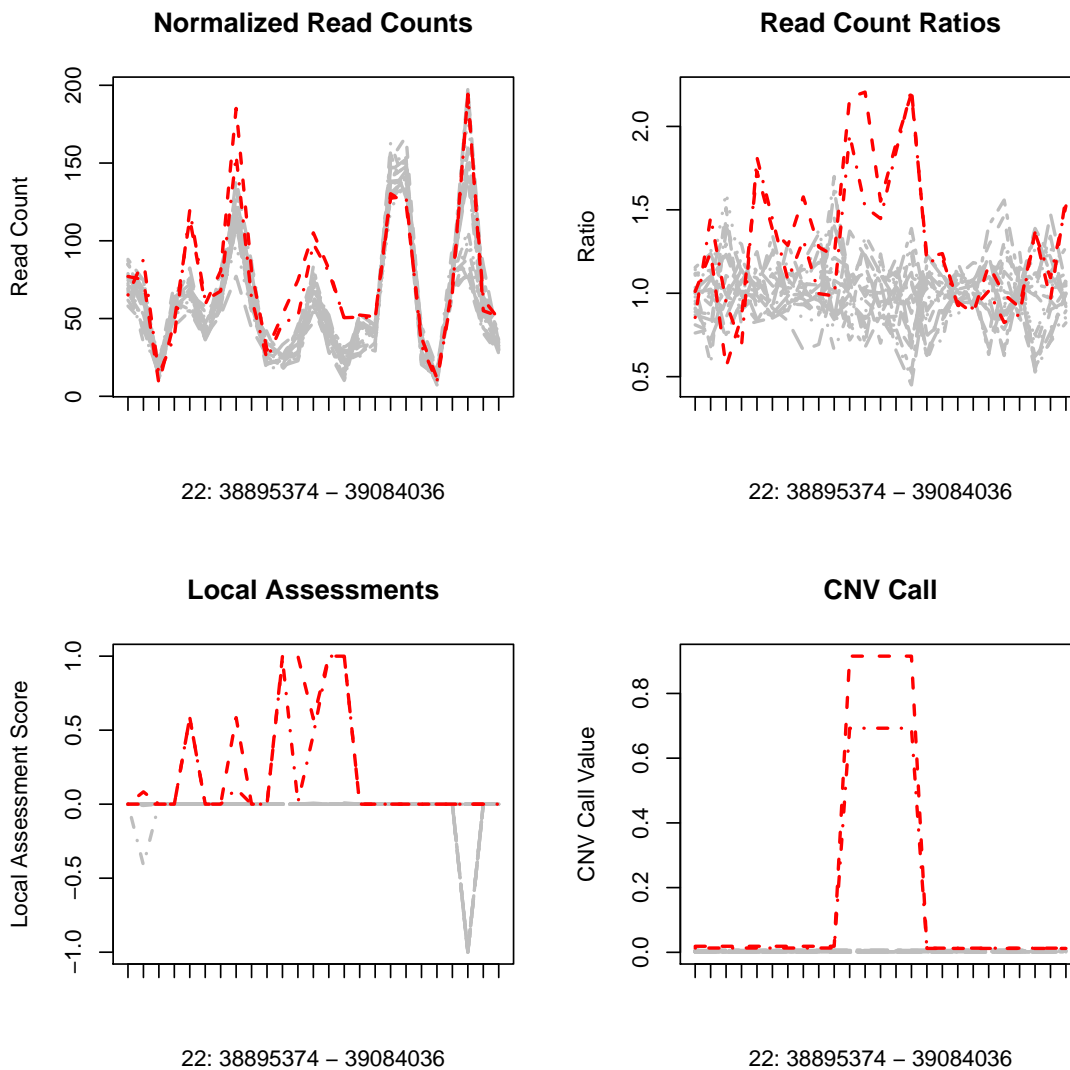 Normalized Read Counts
Read Count
0
50
100
150
200
22: 38895374 – 39084036
Read Count Ratios
Ratio
0.5
1.0
1.5
2.0
22: 38895374 – 39084036
Local Assessments
Local Assessment Score
−1.0
−0.5
0.0
0.5
1.0
22: 38895374 – 39084036
CNV Call
CNV Call Value
0.0
0.2
0.4
0.6
0.8
22: 38895374 – 39084036